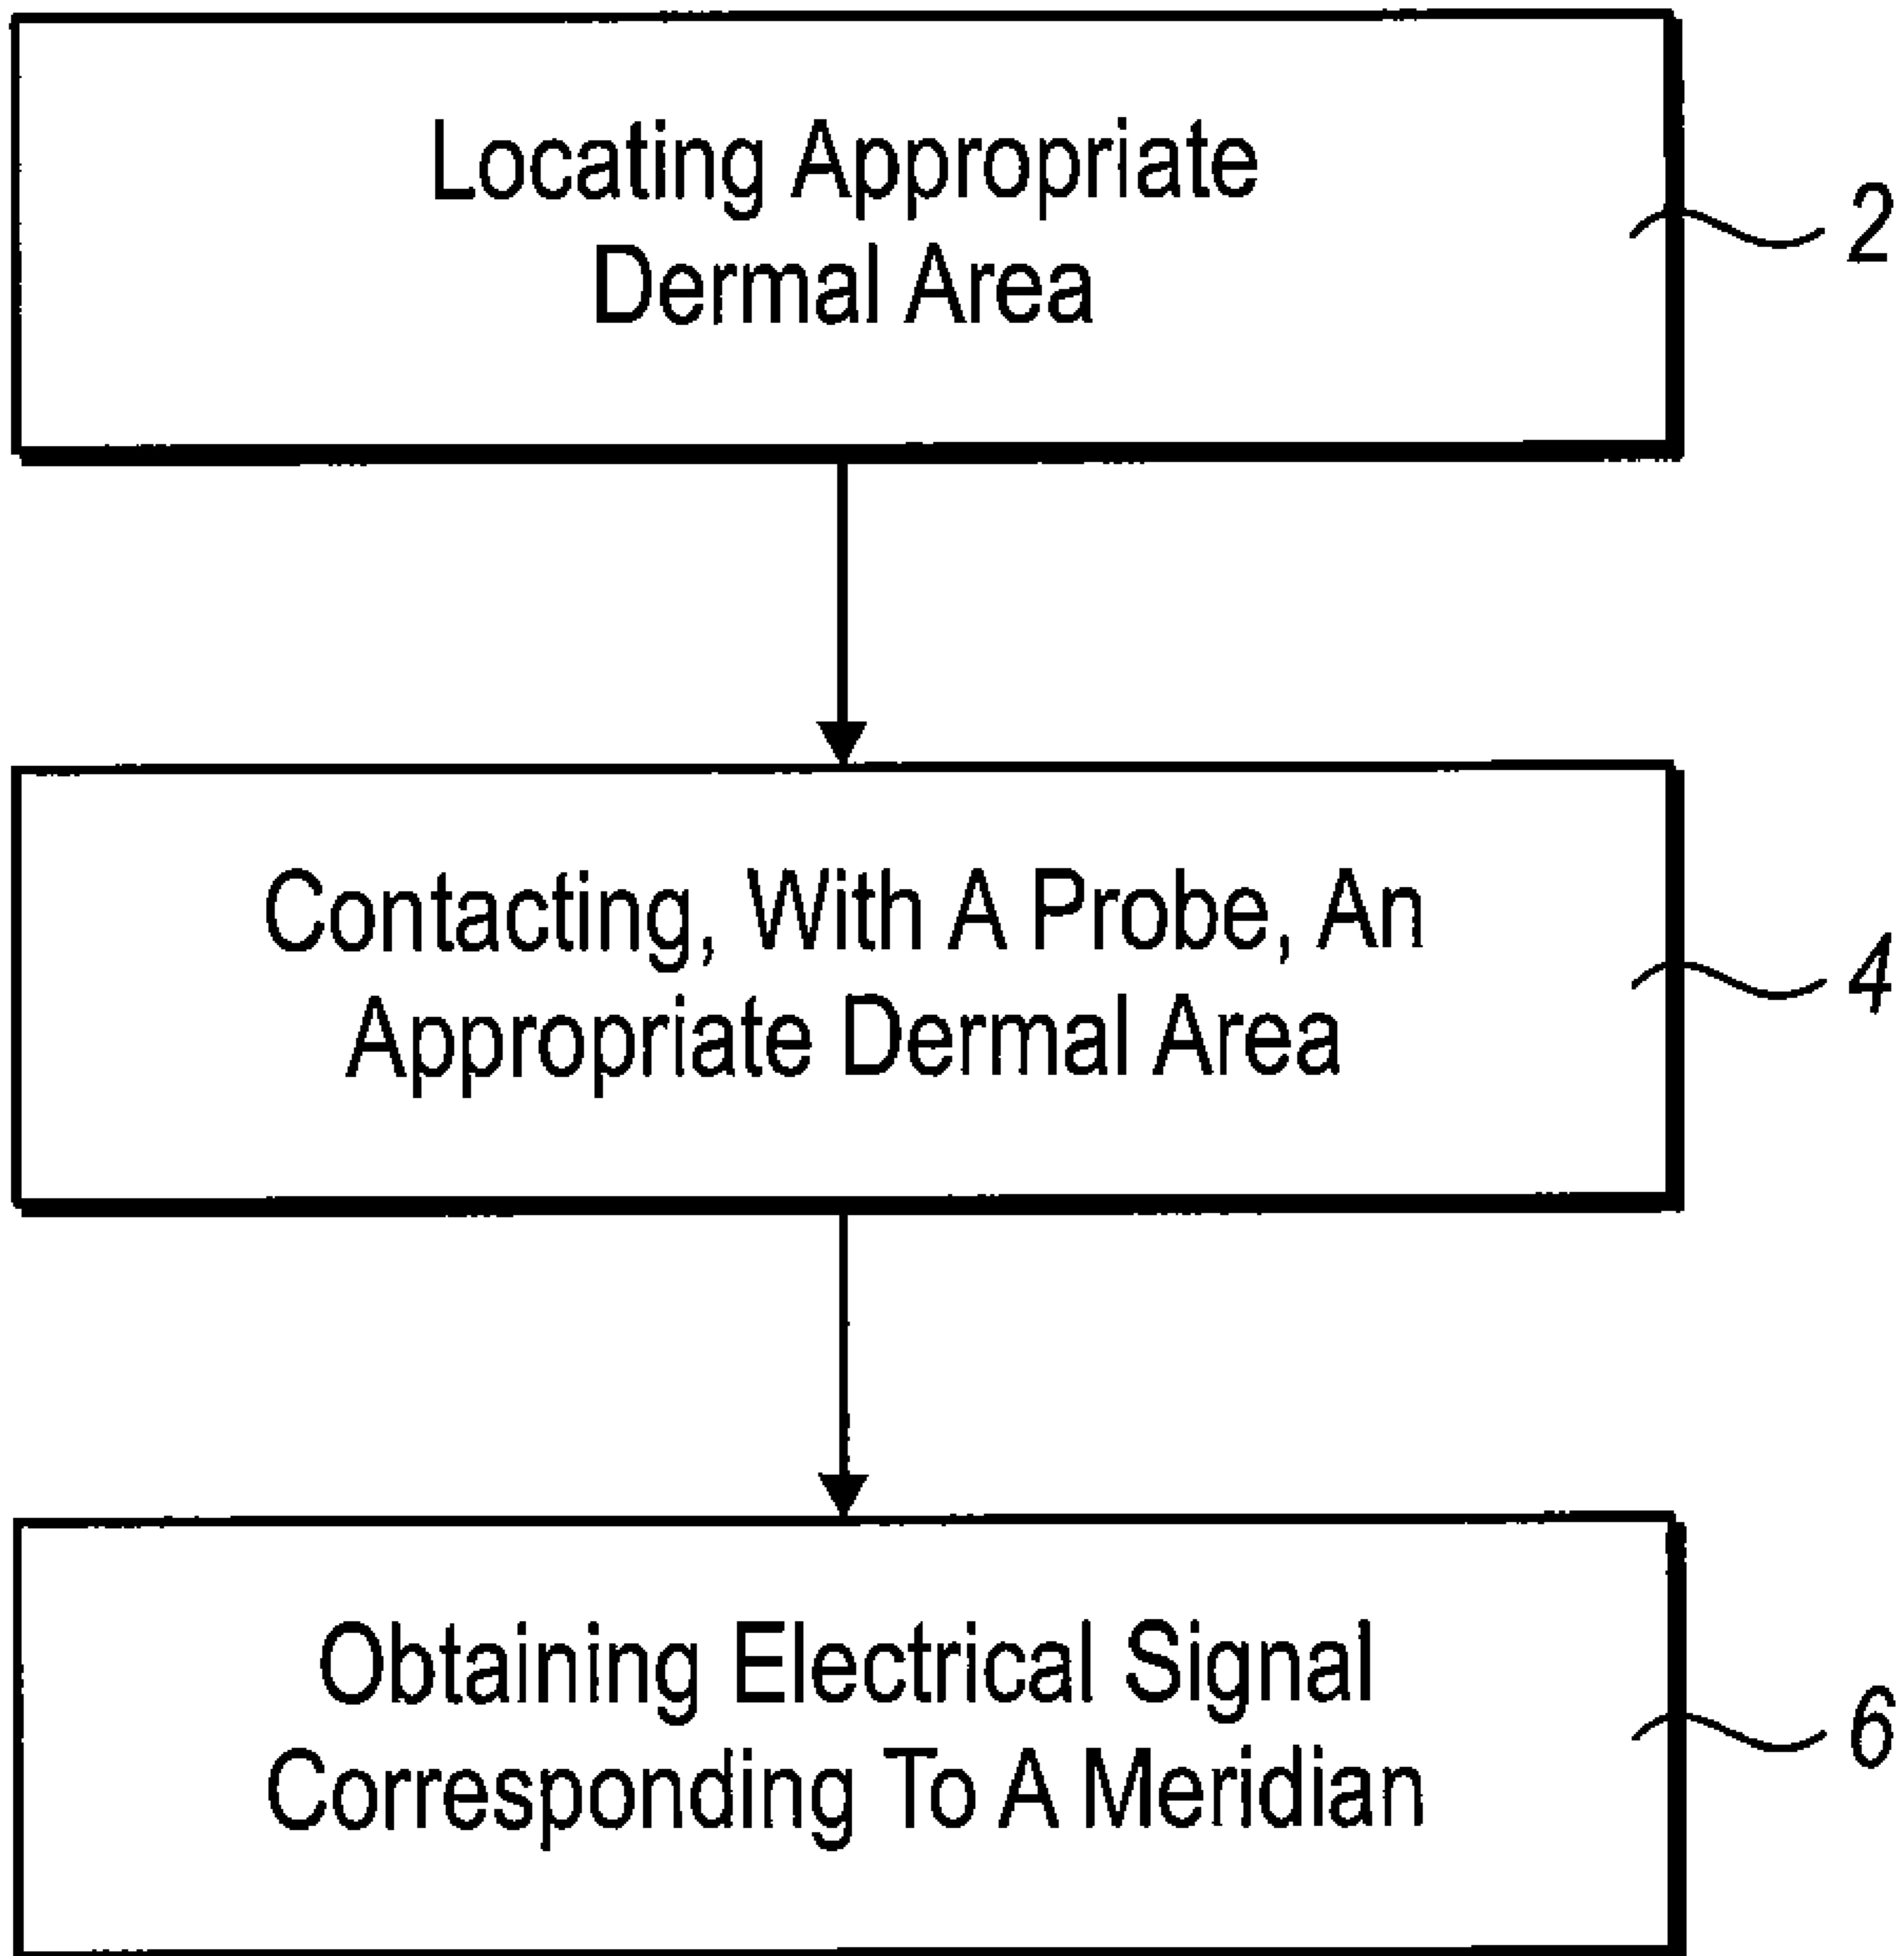 Locating Appropriate
Dermal Area
2
Contacting, With A Probe, An
Appropriate Dermal Area
4
Obtaining Electrical Signal
Corresponding To A Meridian
6